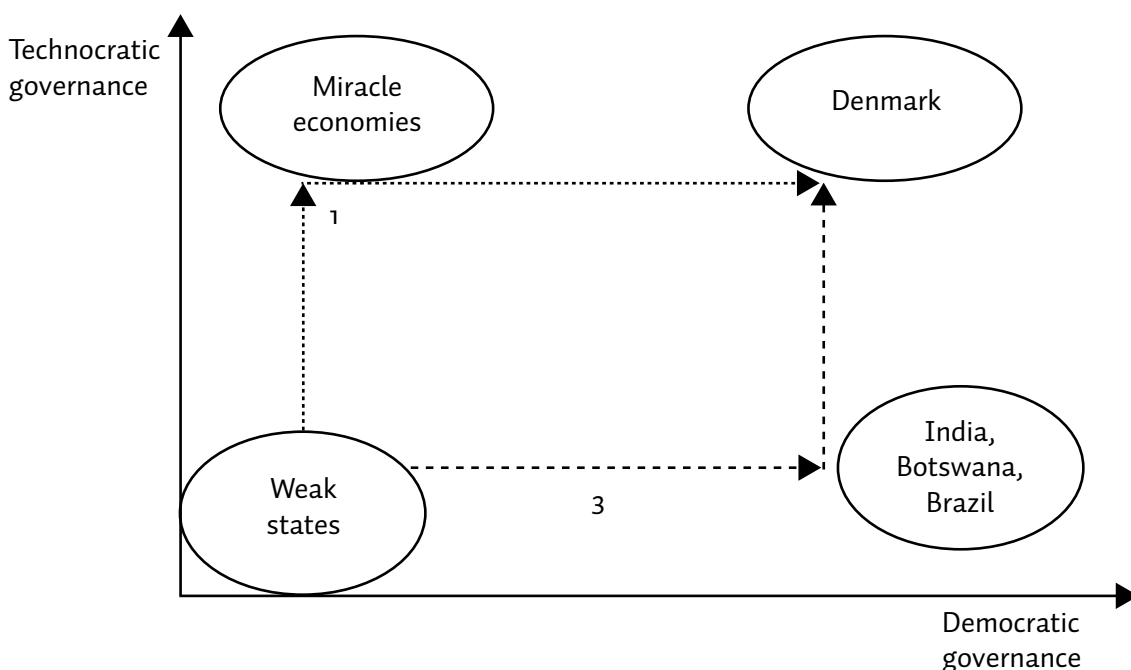 Technocratic
governance
Miracle
economies
Denmark
1
India,
Botswana,
Brazil
Weak
states
3
Democratic
governance